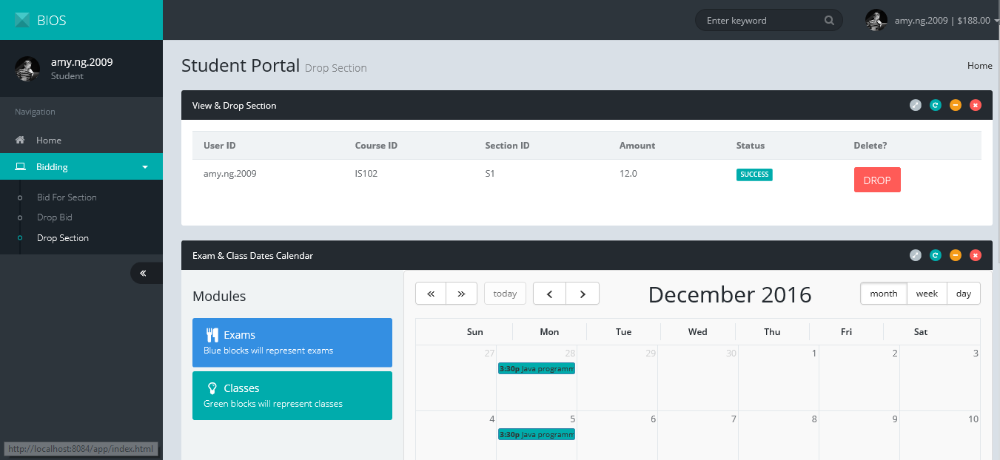 BIOS
Enter keyword
amy.ng.2009 | $188.00
amy.ng.2009
Student
Navigation
Home
Bidding
Bid For Section
Drop Bid
Drop Section
http://localhost:8084/app/index.html
Student Portal Drop Section
Home
View & Drop Section
User ID Course ID Section ID Amount Status Delete?
amy.ng.2009 IS102 S1 12.0 SUCCESS DROP
Exam & Class Dates Calendar
Modules
Exams
Blue blocks will represent exams
Classes
Green blocks will represent classes
« » today < > December 2016 month week day
Sun Mon Tue Wed Thu Fri Sat
27 28 29 30 1 2 3
3:30p Java programm
4 5 6 7 8 9 10
3:30p Java programm